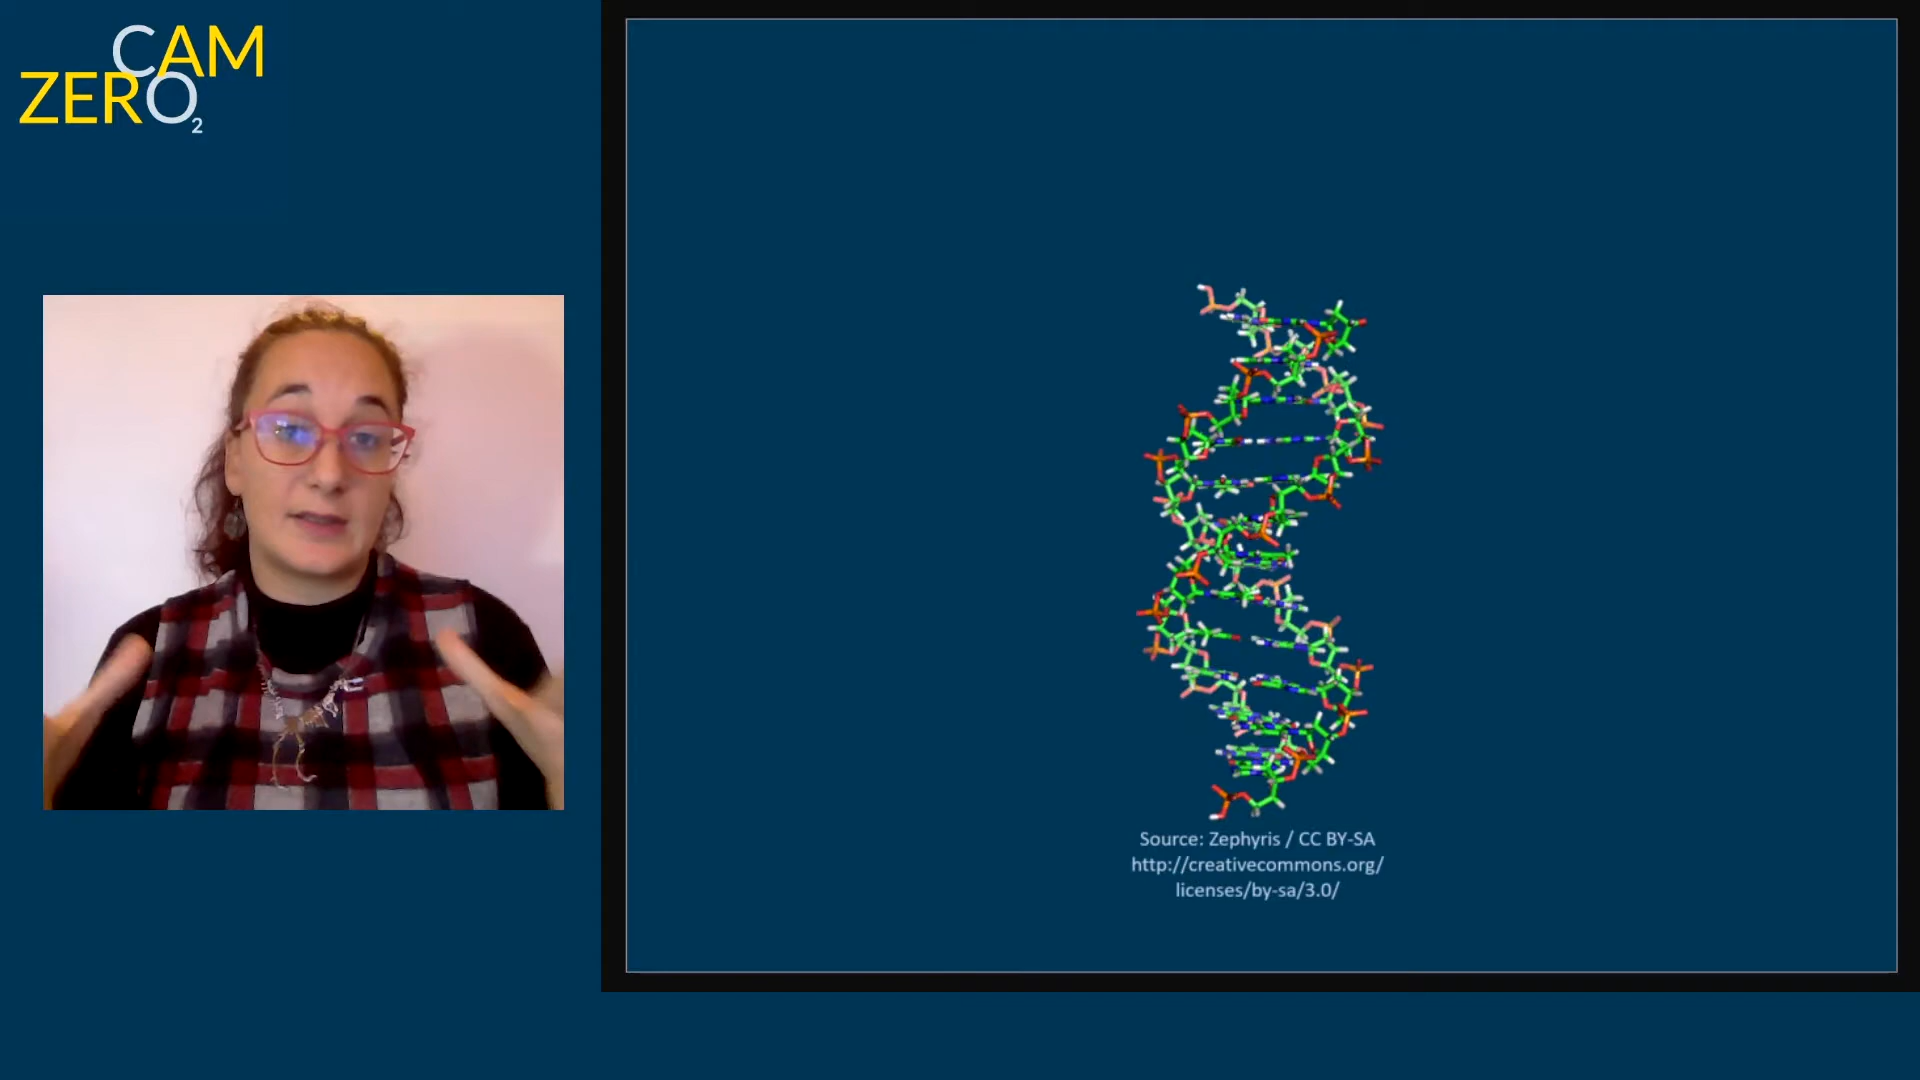 CAM
ZERO₂
Source: Zephyris / CC BY-SA
http://creativecommons.org/
licenses/by-sa/3.0/